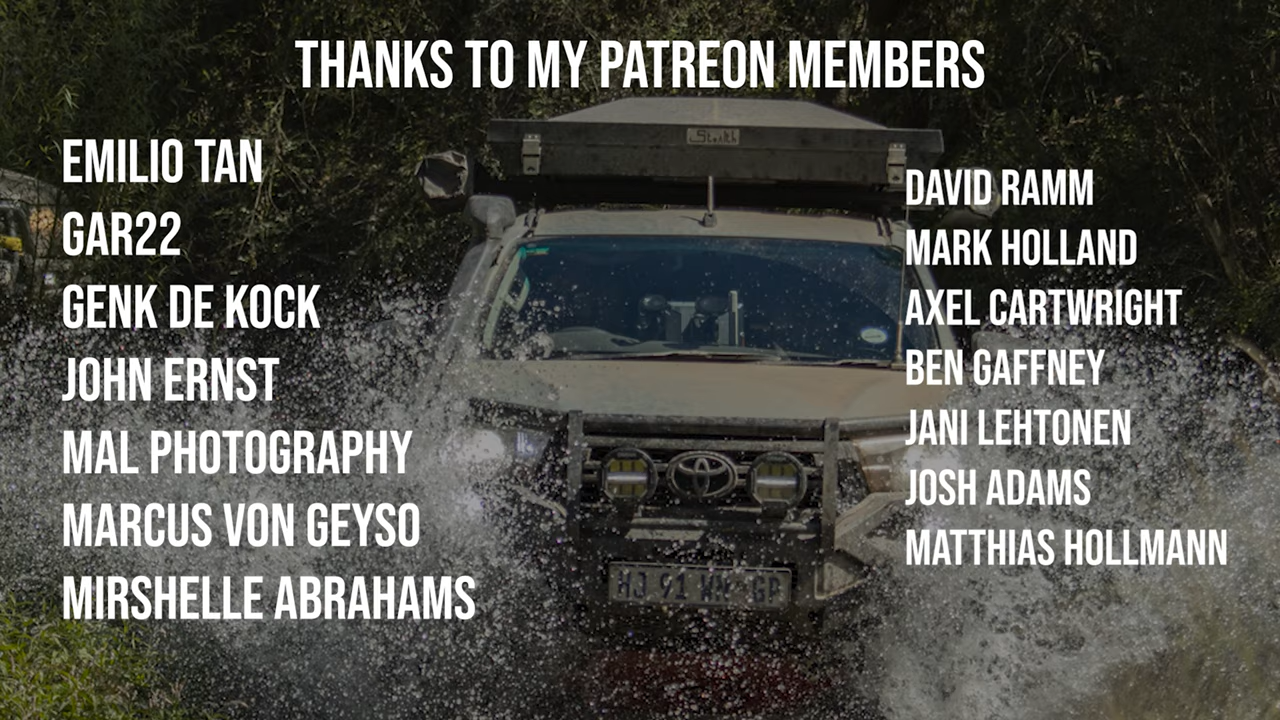 THANKS TO MY PATREON MEMBERS
EMILIO TAN
GAR22
GENK DE KOCK
JOHN ERNST
MAL PHOTOGRAPHY
MARCUS VON GEYSO
MIRSHELLE ABRAHAMS
DAVID RAMM
MARK HOLLAND
AXEL CARTWRIGHT
BEN GAFFNEY
JANI LEHTONEN
JOSH ADAMS
MATTHIAS HOLLMANN
Stealth